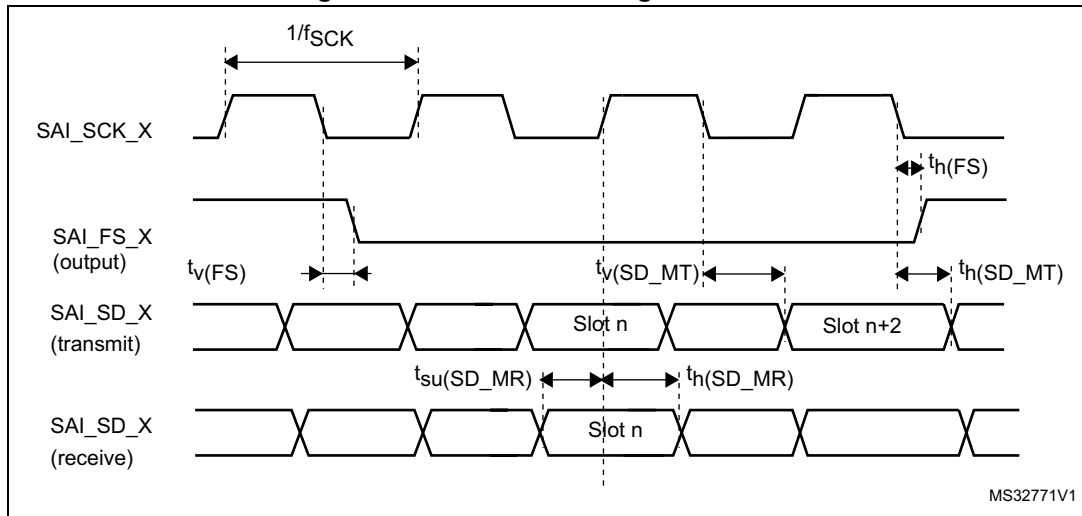 1/fSCK
SAI_SCK_X
th(FS)
SAI_FS_X
(output)
tv(FS)
tv(SD_MT)
th(SD_MT)
SAI_SD_X
(transmit)
Slot n
Slot n+2
tsu(SD_MR)
th(SD_MR)
SAI_SD_X
(receive)
Slot n
MS32771V1